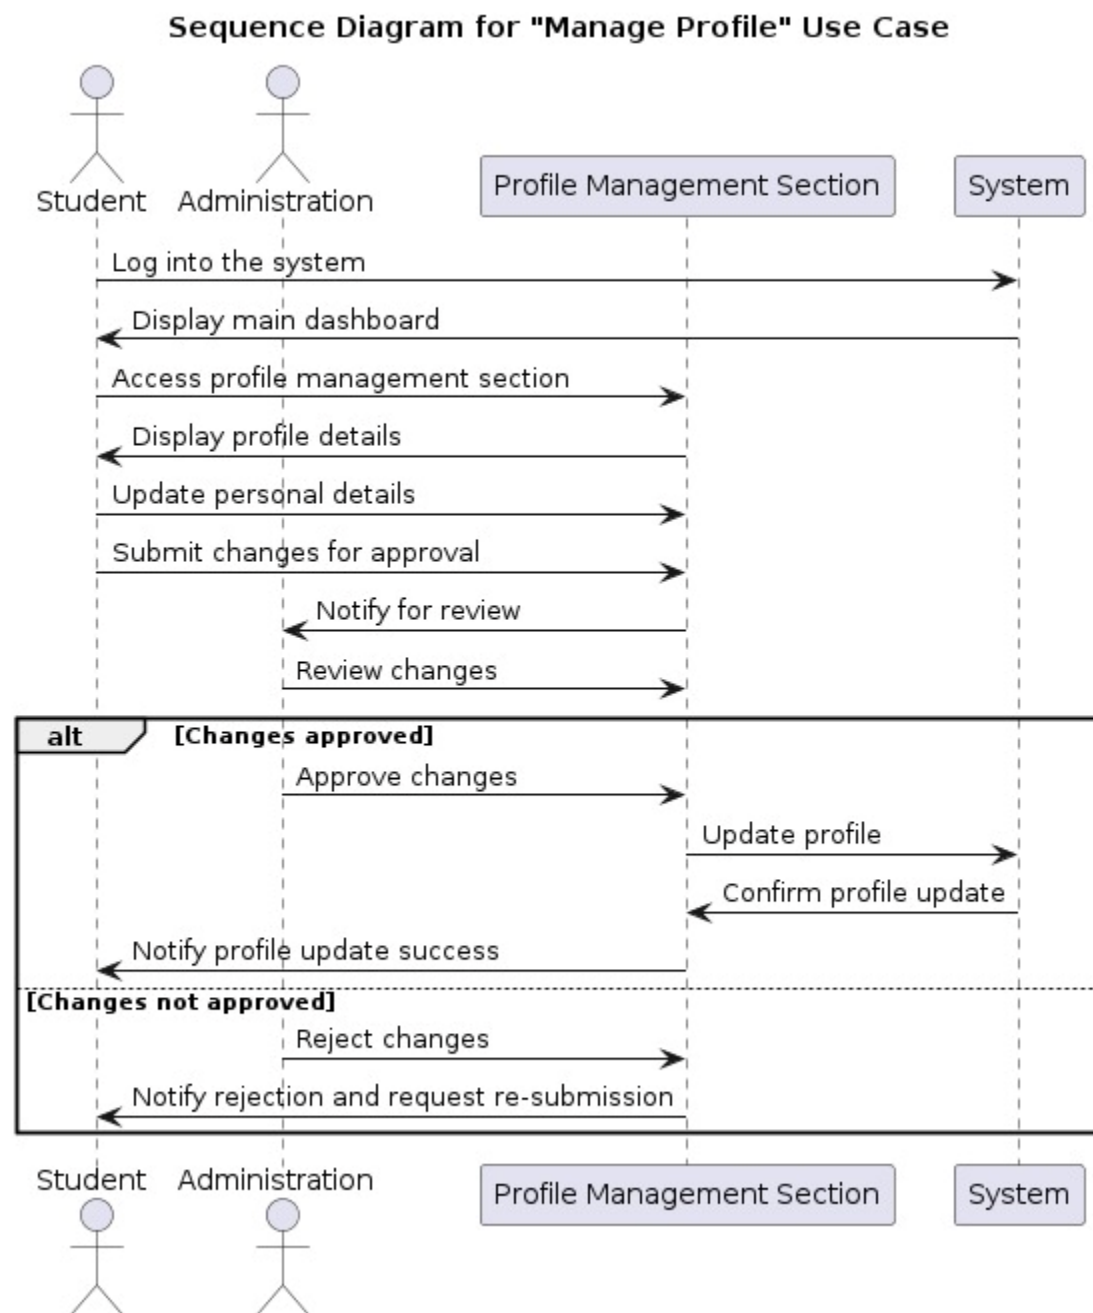 Sequence Diagram for "Manage Profile" Use Case
Student Administration Profile Management Section System
Log into the system
Display main dashboard
Access profile management section
Display profile details
Update personal details
Submit changes for approval
Notify for review
Review changes
alt [Changes approved]
Approve changes
Update profile
Confirm profile update
Notify profile update success
[Changes not approved]
Reject changes
Notify rejection and request re-submission
Student Administration Profile Management Section System